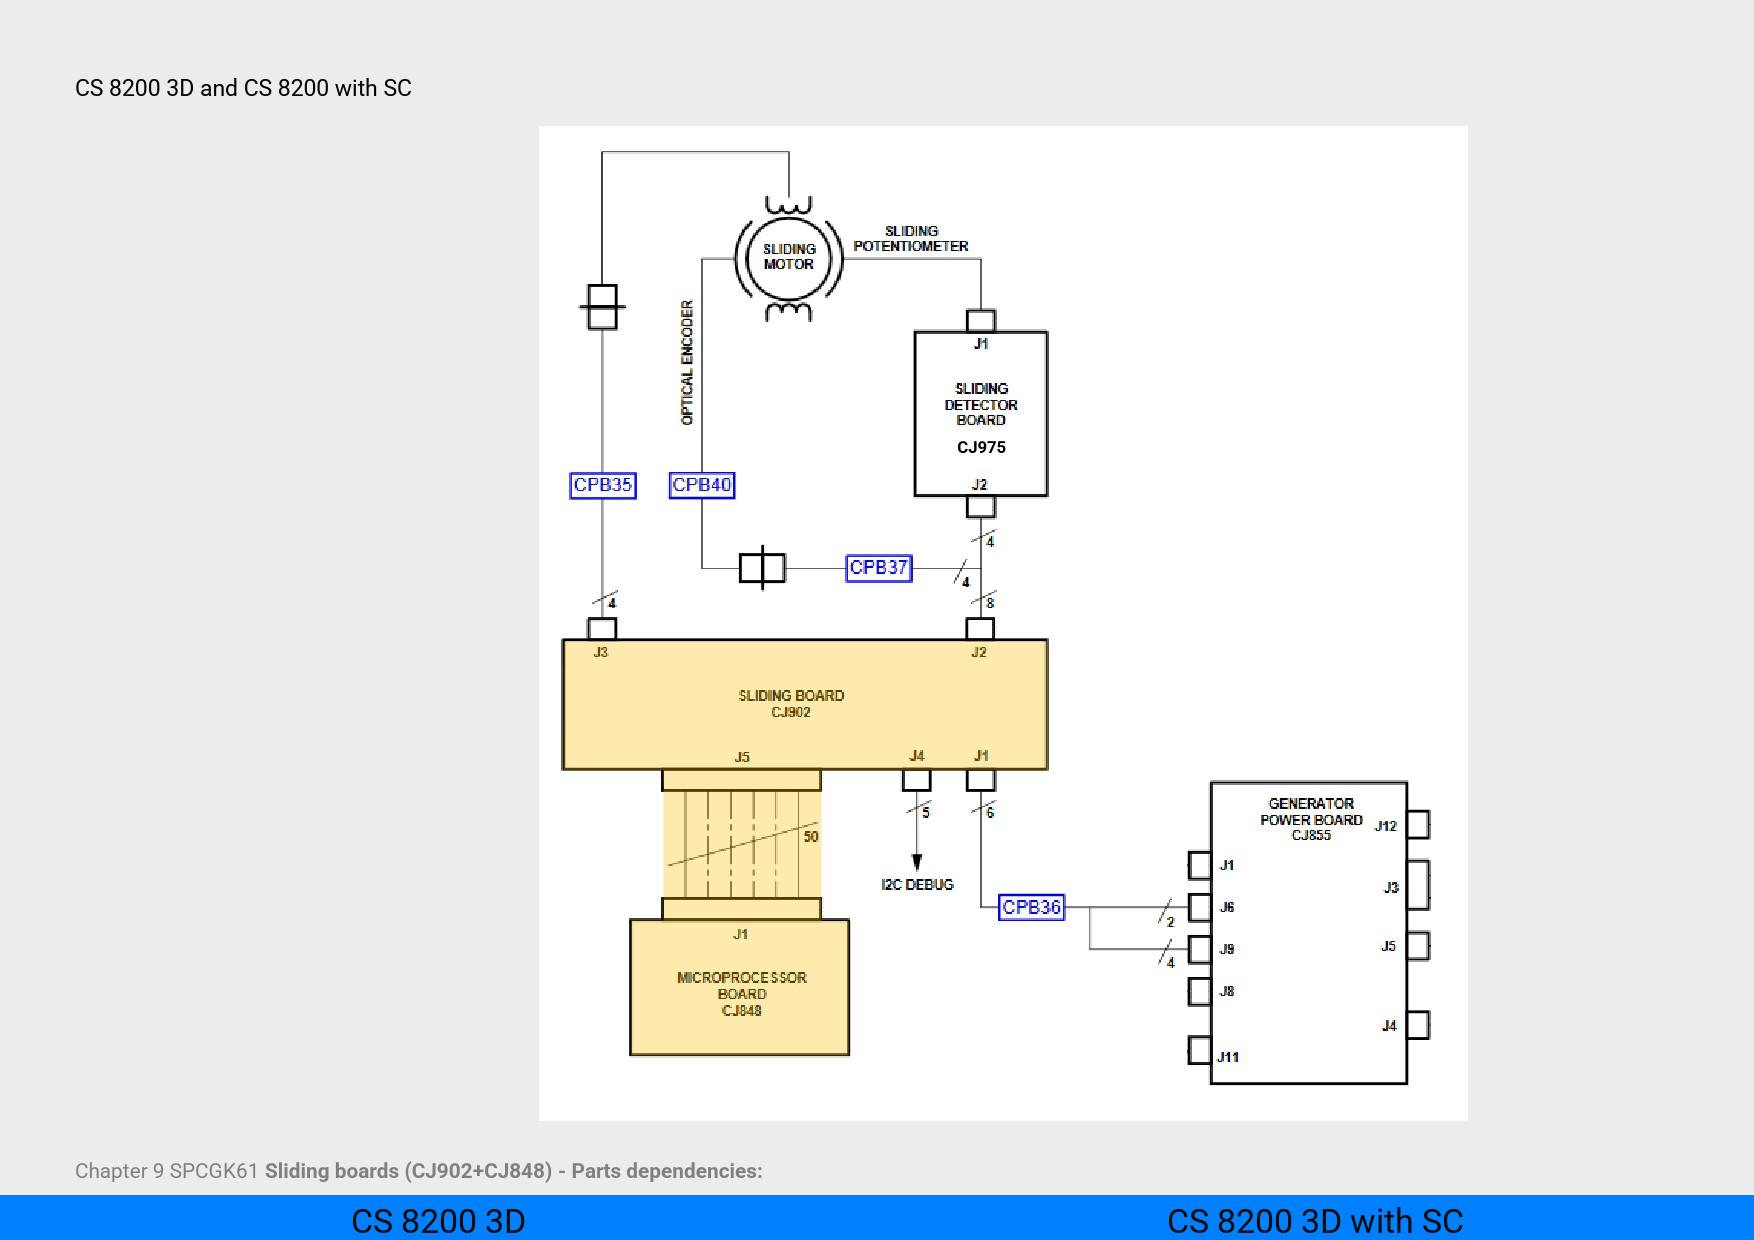 CS 8200 3D and CS 8200 with SC
SLIDING
POTENTIOMETER
SLIDING
MOTOR
OPTICAL ENCODER
J1
SLIDING
DETECTOR
BOARD
CJ975
J2
CPB35
CPB40
4
CPB37
4
4
8
J3
J2
SLIDING BOARD
CJ902
J5
J4
J1
5
6
50
I2C DEBUG
GENERATOR
POWER BOARD
CJ855
J12
J1
J3
J6
J9
J5
J8
J4
J11
CPB36
2
4
J1
MICROPROCESSOR
BOARD
CJ848
Chapter 9 SPCGK61 Sliding boards (CJ902+CJ848) - Parts dependencies:
CS 8200 3D
CS 8200 3D with SC